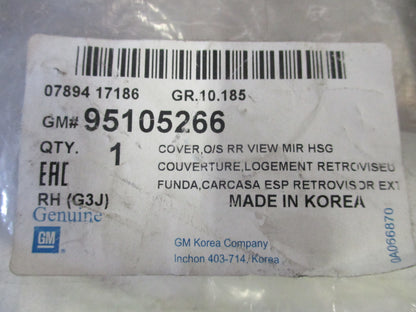 07894 17186 GR.10.185
GM# 95105266
QTY. 1 COVER,O/S RR VIEW MIR HSG
EAC COUVERTURE,LOGEMENT RETROVISEU
FUNDA,CARCASA ESP RETROVISOR EXT
RH (G3J) MADE IN KOREA
Genuine
GM
GM Korea Company
Inchon 403-714, Korea
0A066870